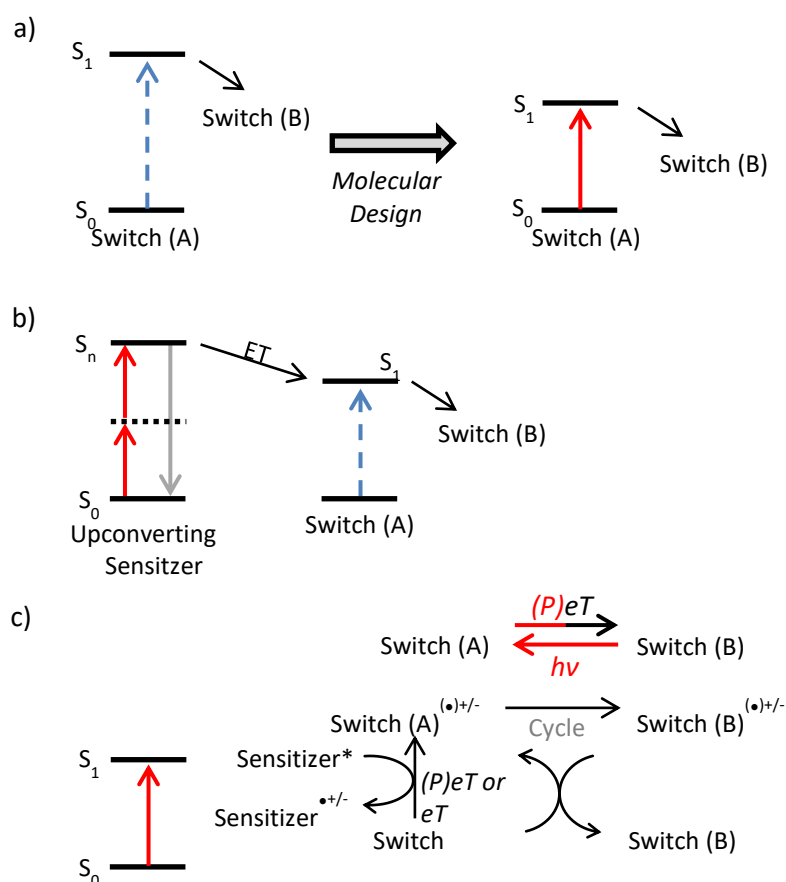 a)
S1
Switch (B)
S0
Switch (A)
Molecular
Design
S1
Switch (B)
S0
Switch (A)
b)
Sn
ET
S1
Switch (B)
S0
Switch (A)
Upconverting
Sensitzer
c)
(P)eT
Switch (A)
Switch (B)
hν
Switch (A)(•)+/-
Cycle
Switch (B)(•)+/-
S1
Sensitizer*
(P)eT or
eT
Sensitizer•+/-
Switch
Switch (B)
S0